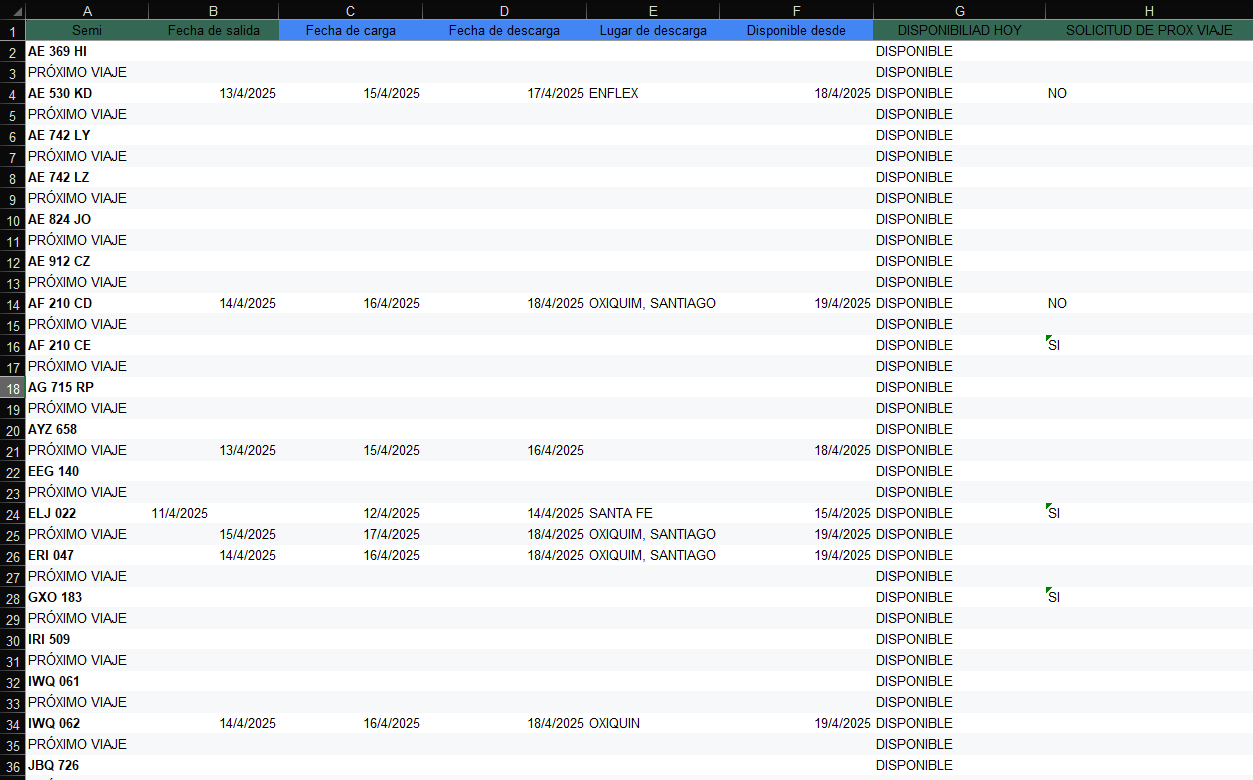 A B C D E F G H
1 Semi Fecha de salida Fecha de carga Fecha de descarga Lugar de descarga Disponible desde DISPONIBILIAD HOY SOLICITUD DE PROX VIAJE
2 AE 369 HI DISPONIBLE
3 PRÓXIMO VIAJE DISPONIBLE
4 AE 530 KD 13/4/2025 15/4/2025 17/4/2025 ENFLEX 18/4/2025 DISPONIBLE NO
5 PRÓXIMO VIAJE DISPONIBLE
6 AE 742 LY DISPONIBLE
7 PRÓXIMO VIAJE DISPONIBLE
8 AE 742 LZ DISPONIBLE
9 PRÓXIMO VIAJE DISPONIBLE
10 AE 824 JO DISPONIBLE
11 PRÓXIMO VIAJE DISPONIBLE
12 AE 912 CZ DISPONIBLE
13 PRÓXIMO VIAJE DISPONIBLE
14 AF 210 CD 14/4/2025 16/4/2025 18/4/2025 OXIQUIM, SANTIAGO 19/4/2025 DISPONIBLE NO
15 PRÓXIMO VIAJE DISPONIBLE
16 AF 210 CE DISPONIBLE SI
17 PRÓXIMO VIAJE DISPONIBLE
18 AG 715 RP DISPONIBLE
19 PRÓXIMO VIAJE DISPONIBLE
20 AYZ 658 DISPONIBLE
21 PRÓXIMO VIAJE 13/4/2025 15/4/2025 16/4/2025 18/4/2025 DISPONIBLE
22 EEG 140 DISPONIBLE
23 PRÓXIMO VIAJE DISPONIBLE
24 ELJ 022 11/4/2025 12/4/2025 14/4/2025 SANTA FE 15/4/2025 DISPONIBLE SI
25 PRÓXIMO VIAJE 15/4/2025 17/4/2025 18/4/2025 OXIQUIM, SANTIAGO 19/4/2025 DISPONIBLE
26 ERI 047 14/4/2025 16/4/2025 18/4/2025 OXIQUIM, SANTIAGO 19/4/2025 DISPONIBLE
27 PRÓXIMO VIAJE DISPONIBLE
28 GXO 183 DISPONIBLE SI
29 PRÓXIMO VIAJE DISPONIBLE
30 IRI 509 DISPONIBLE
31 PRÓXIMO VIAJE DISPONIBLE
32 IWQ 061 DISPONIBLE
33 PRÓXIMO VIAJE DISPONIBLE
34 IWQ 062 14/4/2025 16/4/2025 18/4/2025 OXIQUIN 19/4/2025 DISPONIBLE
35 PRÓXIMO VIAJE DISPONIBLE
36 JBQ 726 DISPONIBLE